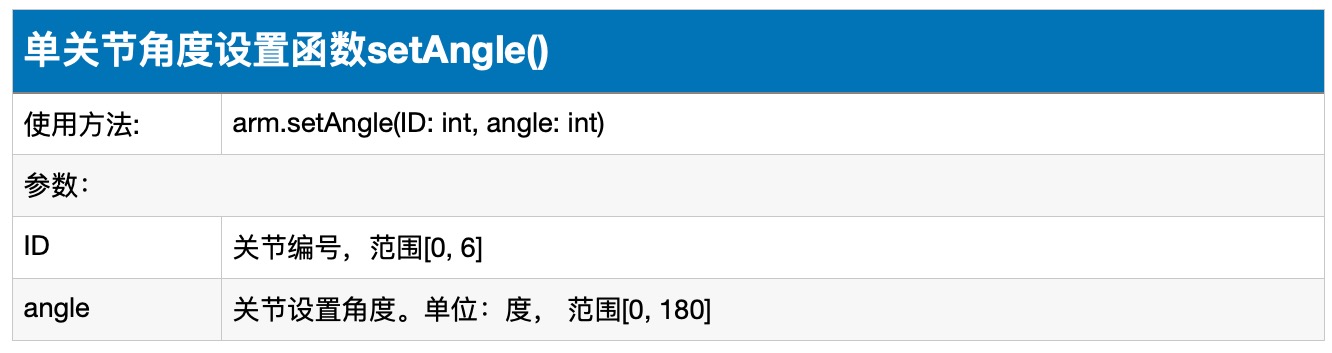 单关节角度设置函数setAngle()
使用方法: arm.setAngle(ID: int, angle: int)
参数：
ID 关节编号，范围[0, 6]
angle 关节设置角度。单位：度， 范围[0, 180]